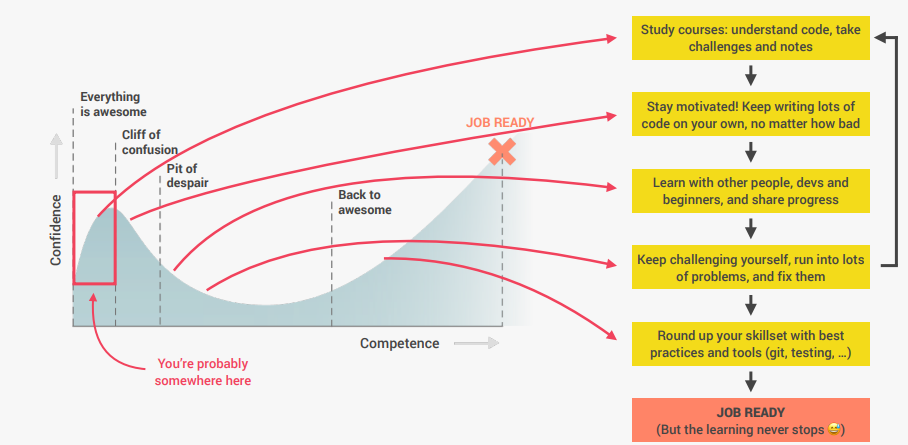 Everything
is awesome
Cliff of
confusion
Pit of
despair
Back to
awesome
JOB READY
Confidence
Competence
You're probably
somewhere here
Study courses: understand code, take
challenges and notes
Stay motivated! Keep writing lots of
code on your own, no matter how bad
Learn with other people, devs and
beginners, and share progress
Keep challenging yourself, run into lots
of problems, and fix them
Round up your skillset with best
practices and tools (git, testing, ...)
JOB READY
(But the learning never stops 😅)